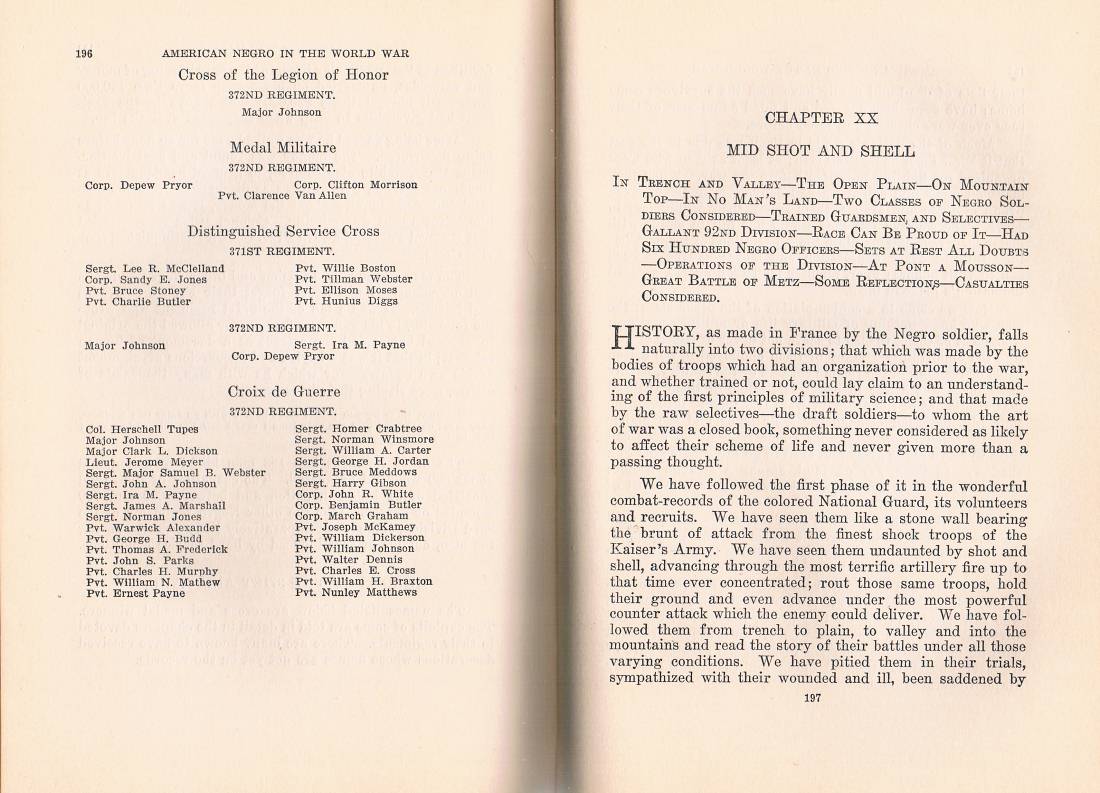 196 AMERICAN NEGRO IN THE WORLD WAR
Cross of the Legion of Honor
372ND REGIMENT.
Major Johnson
Medal Militaire
372ND REGIMENT.
Corp. Depew Pryor Corp. Clifton Morrison
Pvt. Clarence Van Allen
Distinguished Service Cross
371ST REGIMENT.
Sergt. Lee R. McClelland Pvt. Willie Boston
Corp. Sandy E. Jones Pvt. Tillman Webster
Pvt. Bruce Stoney Pvt. Ellison Moses
Pvt. Charlie Butler Pvt. Hunius Diggs
372ND REGIMENT.
Major Johnson Sergt. Ira M. Payne
Corp. Depew Pryor
Croix de Guerre
372ND REGIMENT.
Col. Herschell Tupes Sergt. Homer Crabtree
Major Johnson Sergt. Norman Winsmore
Major Clark L. Dickson Sergt. William A. Carter
Lieut. Jerome Meyer Sergt. George H. Jordan
Sergt. Major Samuel B. Webster Sergt. Bruce Meddows
Sergt. John A. Johnson Sergt. Harry Gibson
Sergt. Ira M. Payne Corp. John R. White
Sergt. James A. Marshall Corp. Benjamin Butler
Sergt. Norman Jones Corp. March Graham
Pvt. Warwick Alexander Pvt. Joseph McKamey
Pvt. George H. Budd Pvt. William Dickerson
Pvt. Thomas A. Frederick Pvt. William Johnson
Pvt. John S. Parks Pvt. Walter Dennis
Pvt. Charles H. Murphy Pvt. Charles E. Cross
Pvt. William N. Mathew Pvt. William H. Braxton
Pvt. Ernest Payne Pvt. Nunley Matthews
CHAPTER XX
MID SHOT AND SHELL
IN TRENCH AND VALLEY—THE OPEN PLAIN—ON MOUNTAIN
TOP—IN NO MAN'S LAND—TWO CLASSES OF NEGRO SOL-
DIERS CONSIDERED—TRAINED GUARDSMEN, AND SELECTIVES—
GALLANT 92ND DIVISION—RACE CAN BE PROUD OF IT—HAD
SIX HUNDRED NEGRO OFFICERS—SETS AT REST ALL DOUBTS
—OPERATIONS OF THE DIVISION—AT PONT A MOUSSON—
GREAT BATTLE OF METZ—SOME REFLECTIONS—CASUALTIES
CONSIDERED.
HISTORY, as made in France by the Negro soldier, falls
naturally into two divisions; that which was made by the
bodies of troops which had an organization prior to the war,
and whether trained or not, could lay claim to an understand-
ing of the first principles of military science; and that made
by the raw selectives—the draft soldiers—to whom the art
of war was a closed book, something never considered as likely
to affect their scheme of life and never given more than a
passing thought.
We have followed the first phase of it in the wonderful
combat-records of the colored National Guard, its volunteers
and recruits. We have seen them like a stone wall bearing
the brunt of attack from the finest shock troops of the
Kaiser's Army. We have seen them undaunted by shot and
shell, advancing through the most terrific artillery fire up to
that time ever concentrated; rout those same troops, hold
their ground and even advance under the most powerful
counter attack which the enemy could deliver. We have fol-
lowed them from trench to plain, to valley and into the
mountains and read the story of their battles under all those
varying conditions. We have pitied them in their trials,
sympathized with their wounded and ill, been saddened by
197